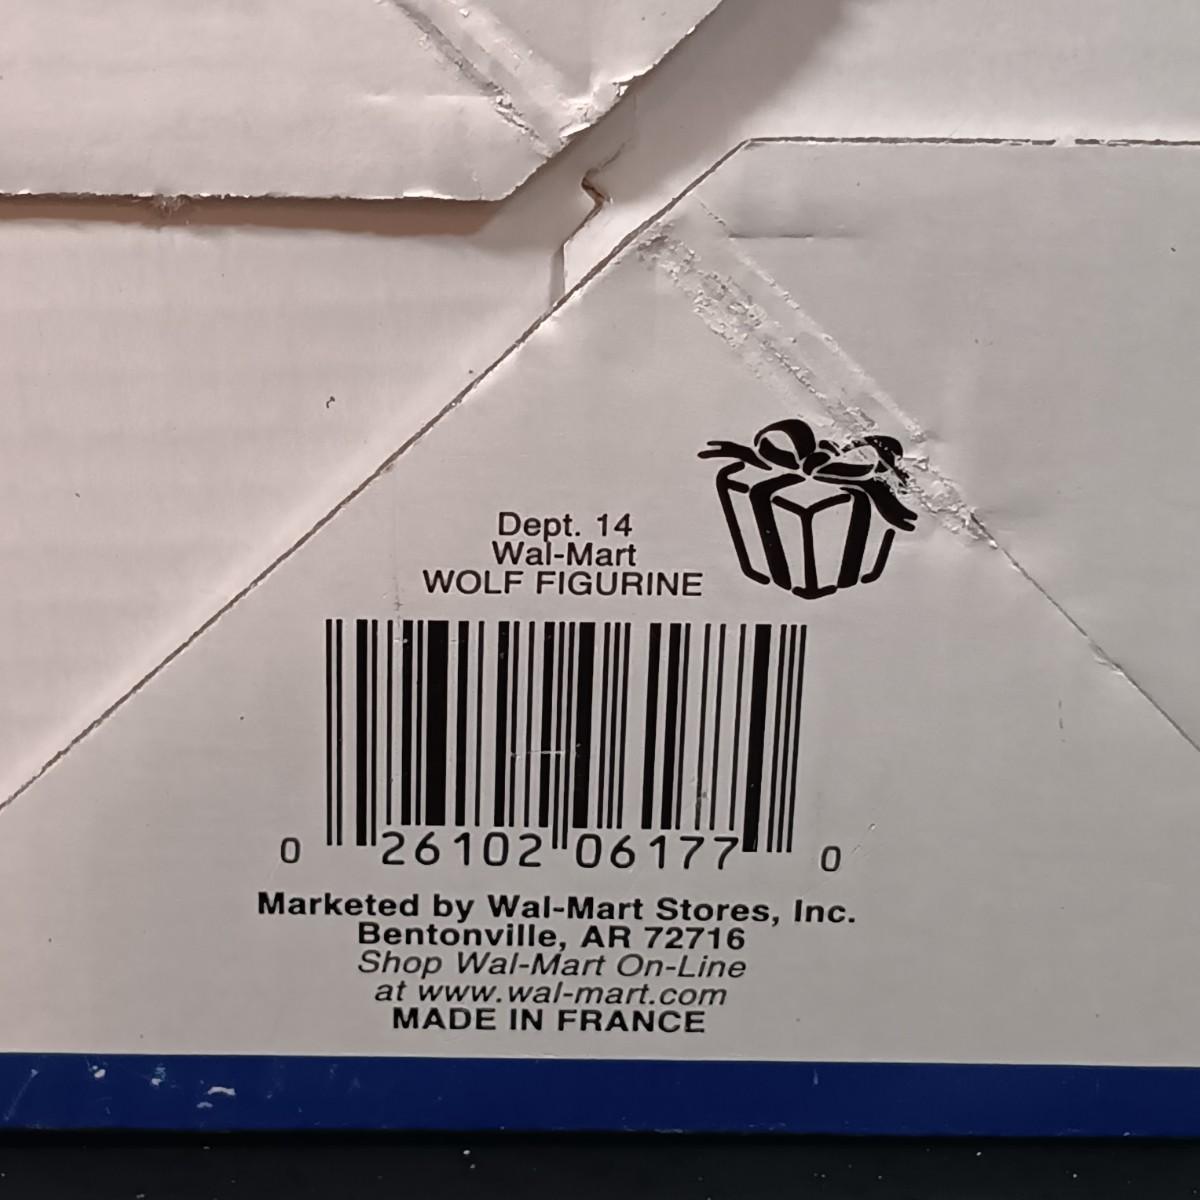 Dept. 14
Wal-Mart
WOLF FIGURINE
0 26102 06177 0
Marketed by Wal-Mart Stores, Inc.
Bentonville, AR 72716
Shop Wal-Mart On-Line
at www.wal-mart.com
MADE IN FRANCE